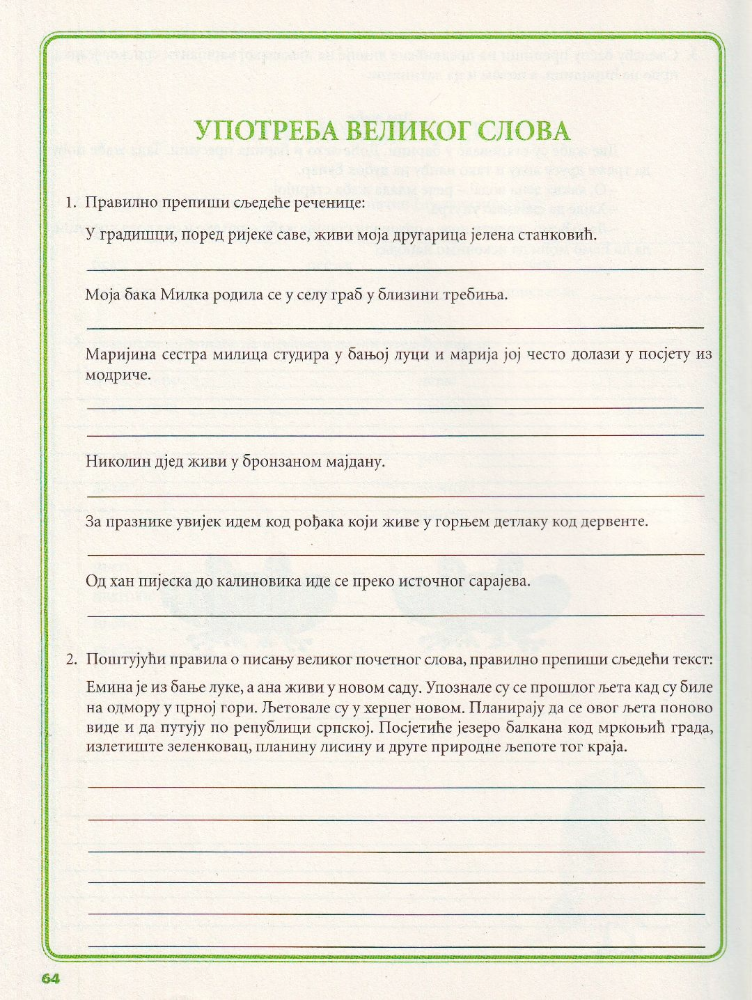 УПОТРЕБА ВЕЛИКОГ СЛОВА
1. Правилно препиши сљедеће реченице:
У градишци, поред ријеке саве, живи моја другарица јелена станковић.
Моја бака Милка родила се у селу граб у близини требиња.
Маријина сестра милица студира у бањој луци и марија јој често долази у посјету из
модриче.
Николин дјед живи у бронзаном мајдану.
За празнике увијек идем код рођака који живе у горњем детлаку код дервенте.
Од хан пијеска до калиновика иде се преко источног сарајева.
2. Поштујући правила о писању великог почетног слова, правилно препиши сљедећи текст:
Емина је из бање луке, а ана живи у новом саду. Упознале су се прошлог љета кад су биле
на одмору у црној гори. Љетовале су у херцег новом. Планирају да се овог љета поново
виде и да путују по републици српској. Посјетиће језеро балкана код мркоњић града,
излетиште зеленковац, планину лисину и друге природне љепоте тог краја.
64